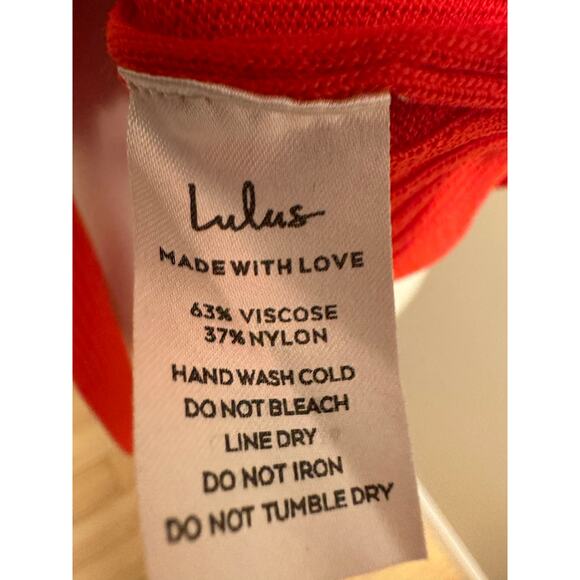 Lulus
MADE WITH LOVE
63% VISCOSE
37% NYLON
HAND WASH COLD
DO NOT BLEACH
LINE DRY
DO NOT IRON
DO NOT TUMBLE DRY